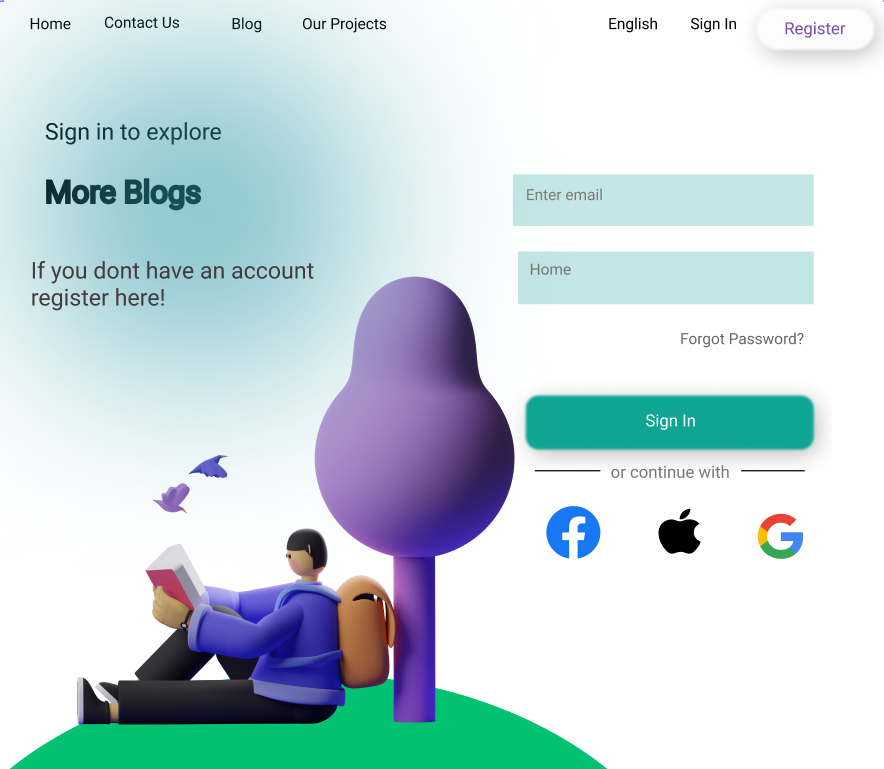 Home Contact Us Blog Our Projects English Sign In Register
Sign in to explore
More Blogs
If you dont have an account
register here!
Enter email
Home
Forgot Password?
Sign In
or continue with